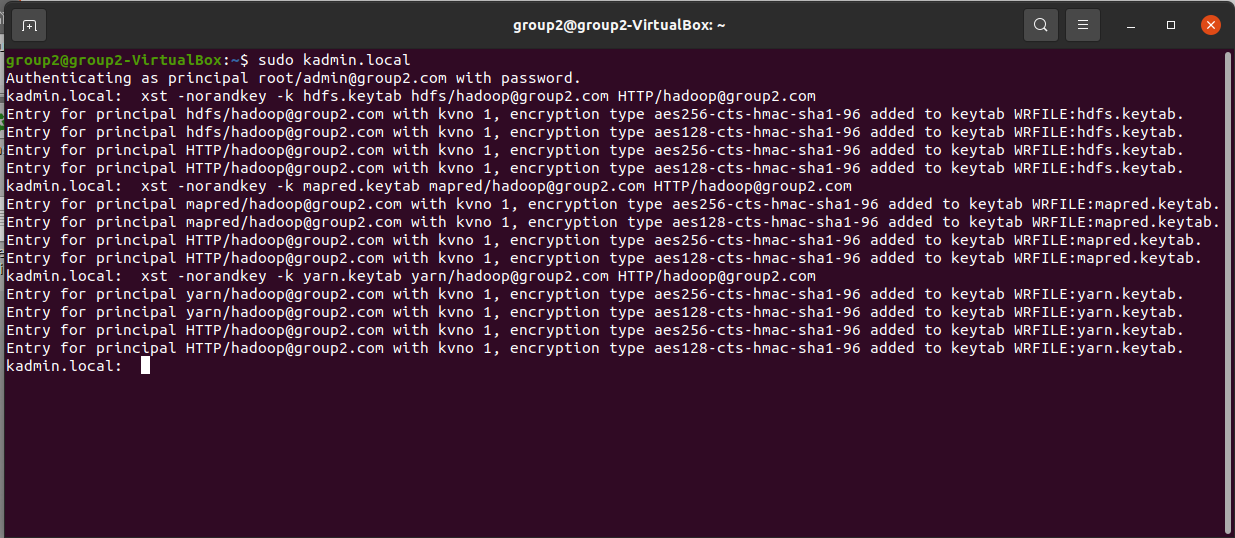 group2@group2-VirtualBox: ~
group2@group2-VirtualBox:~$ sudo kadmin.local
Authenticating as principal root/admin@group2.com with password.
kadmin.local:  xst -norandkey -k hdfs.keytab hdfs/hadoop@group2.com HTTP/hadoop@group2.com
Entry for principal hdfs/hadoop@group2.com with kvno 1, encryption type aes256-cts-hmac-sha1-96 added to keytab WRFILE:hdfs.keytab.
Entry for principal hdfs/hadoop@group2.com with kvno 1, encryption type aes128-cts-hmac-sha1-96 added to keytab WRFILE:hdfs.keytab.
Entry for principal HTTP/hadoop@group2.com with kvno 1, encryption type aes256-cts-hmac-sha1-96 added to keytab WRFILE:hdfs.keytab.
Entry for principal HTTP/hadoop@group2.com with kvno 1, encryption type aes128-cts-hmac-sha1-96 added to keytab WRFILE:hdfs.keytab.
kadmin.local:  xst -norandkey -k mapred.keytab mapred/hadoop@group2.com HTTP/hadoop@group2.com
Entry for principal mapred/hadoop@group2.com with kvno 1, encryption type aes256-cts-hmac-sha1-96 added to keytab WRFILE:mapred.keytab.
Entry for principal mapred/hadoop@group2.com with kvno 1, encryption type aes128-cts-hmac-sha1-96 added to keytab WRFILE:mapred.keytab.
Entry for principal HTTP/hadoop@group2.com with kvno 1, encryption type aes256-cts-hmac-sha1-96 added to keytab WRFILE:mapred.keytab.
Entry for principal HTTP/hadoop@group2.com with kvno 1, encryption type aes128-cts-hmac-sha1-96 added to keytab WRFILE:mapred.keytab.
kadmin.local:  xst -norandkey -k yarn.keytab yarn/hadoop@group2.com HTTP/hadoop@group2.com
Entry for principal yarn/hadoop@group2.com with kvno 1, encryption type aes256-cts-hmac-sha1-96 added to keytab WRFILE:yarn.keytab.
Entry for principal yarn/hadoop@group2.com with kvno 1, encryption type aes128-cts-hmac-sha1-96 added to keytab WRFILE:yarn.keytab.
Entry for principal HTTP/hadoop@group2.com with kvno 1, encryption type aes256-cts-hmac-sha1-96 added to keytab WRFILE:yarn.keytab.
Entry for principal HTTP/hadoop@group2.com with kvno 1, encryption type aes128-cts-hmac-sha1-96 added to keytab WRFILE:yarn.keytab.
kadmin.local: